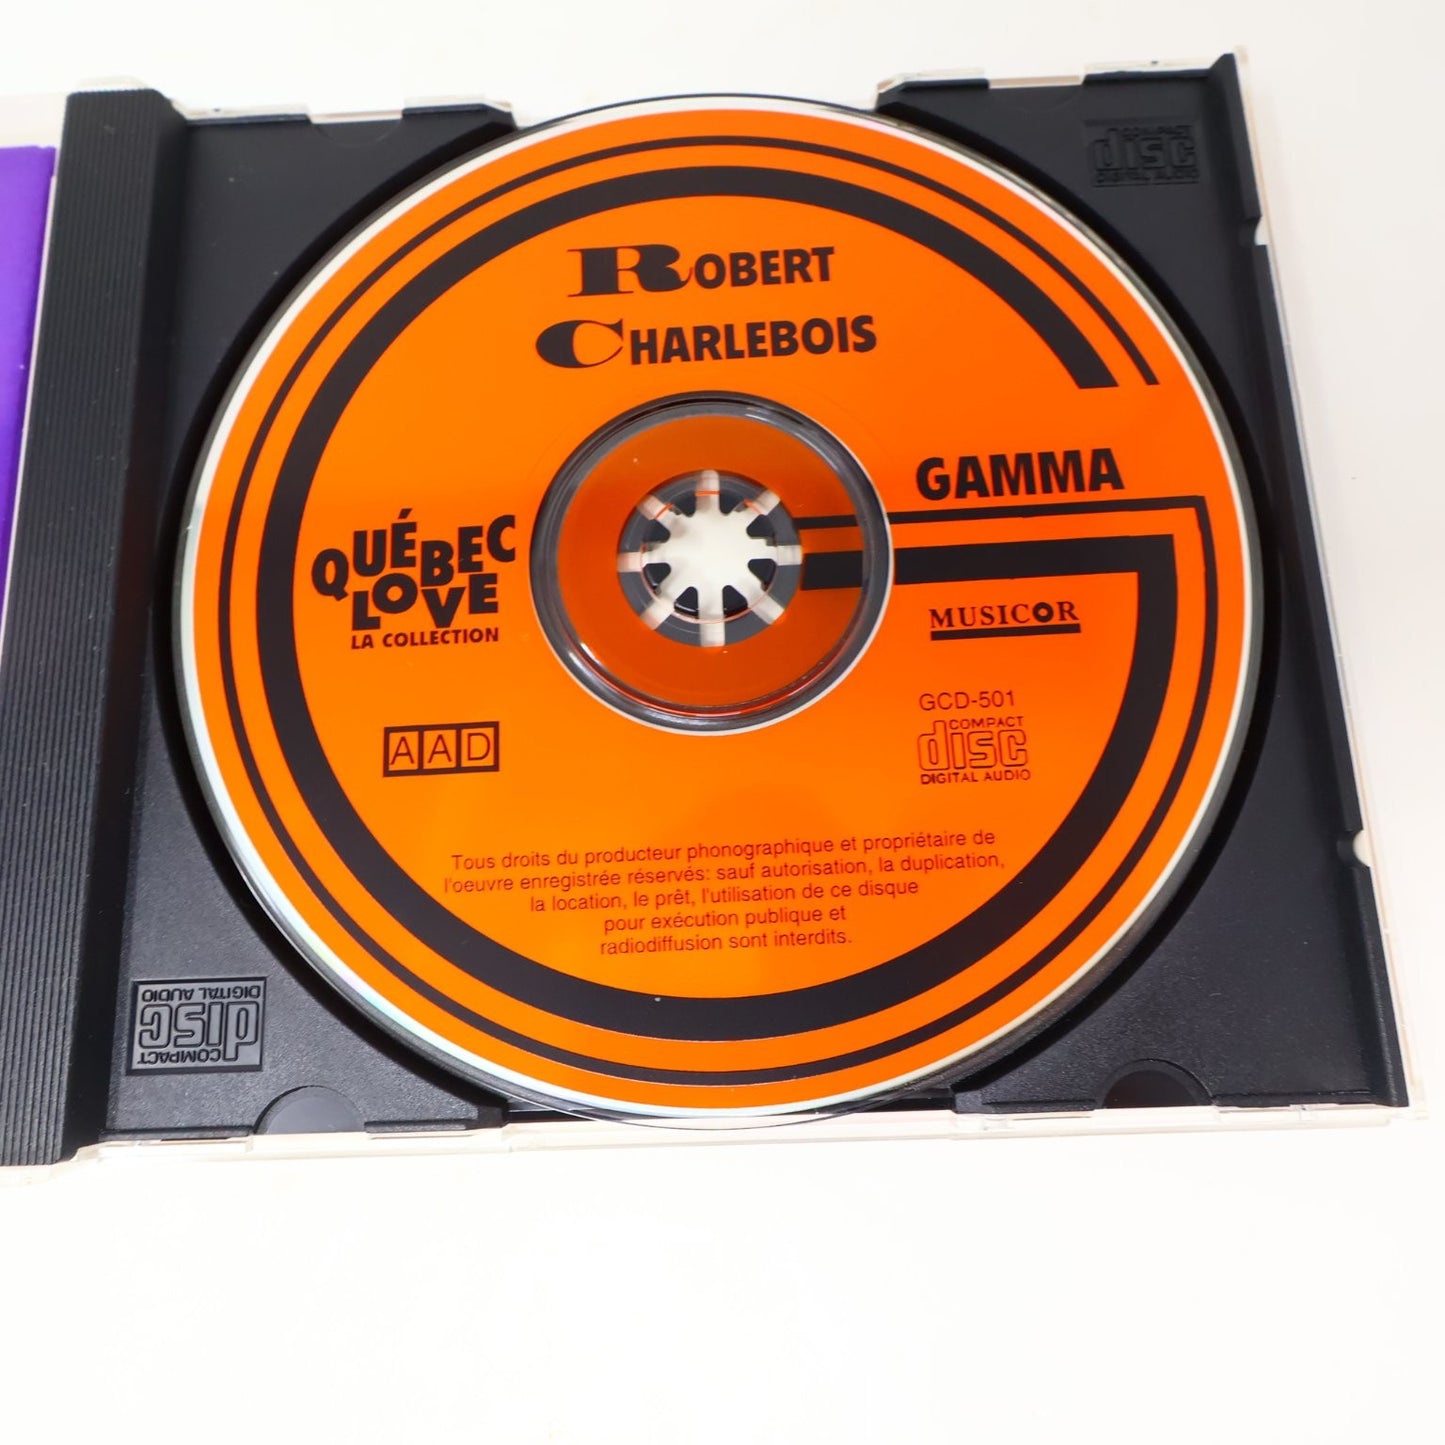 COMPACT
disc
DIGITAL AUDIO
ROBERT
CHARLEBOIS
GAMMA
QUÉBEC
LOVE
LA COLLECTION
MUSICOR
GCD-501
COMPACT
disc
DIGITAL AUDIO
AAD
Tous droits du producteur phonographique et propriétaire de
l'oeuvre enregistrée réservés: sauf autorisation, la duplication,
la location, le prêt, l'utilisation de ce disque
pour exécution publique et
radiodiffusion sont interdits.
COMPACT
disc
DIGITAL AUDIO